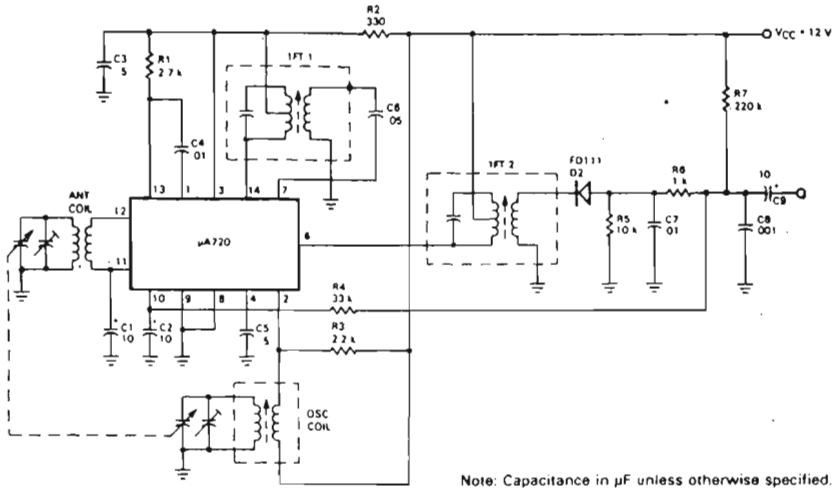 R2
330
VCC = 12 V
C3
5
R1
2.7 k
1FT 1
C6
.05
R7
220 k
C4
.01
13
1
3
14
7
ANT
COIL
12
11
μA720
6
1FT 2
FD111
D2
R6
1 k
10
C9
R5
10 k
C7
.01
C8
.001
10
9
8
4
2
C1
10
C2
10
C5
5
R4
33 k
R3
2.2 k
OSC
COIL
+
+
+
Note: Capacitance in μF unless otherwise specified.